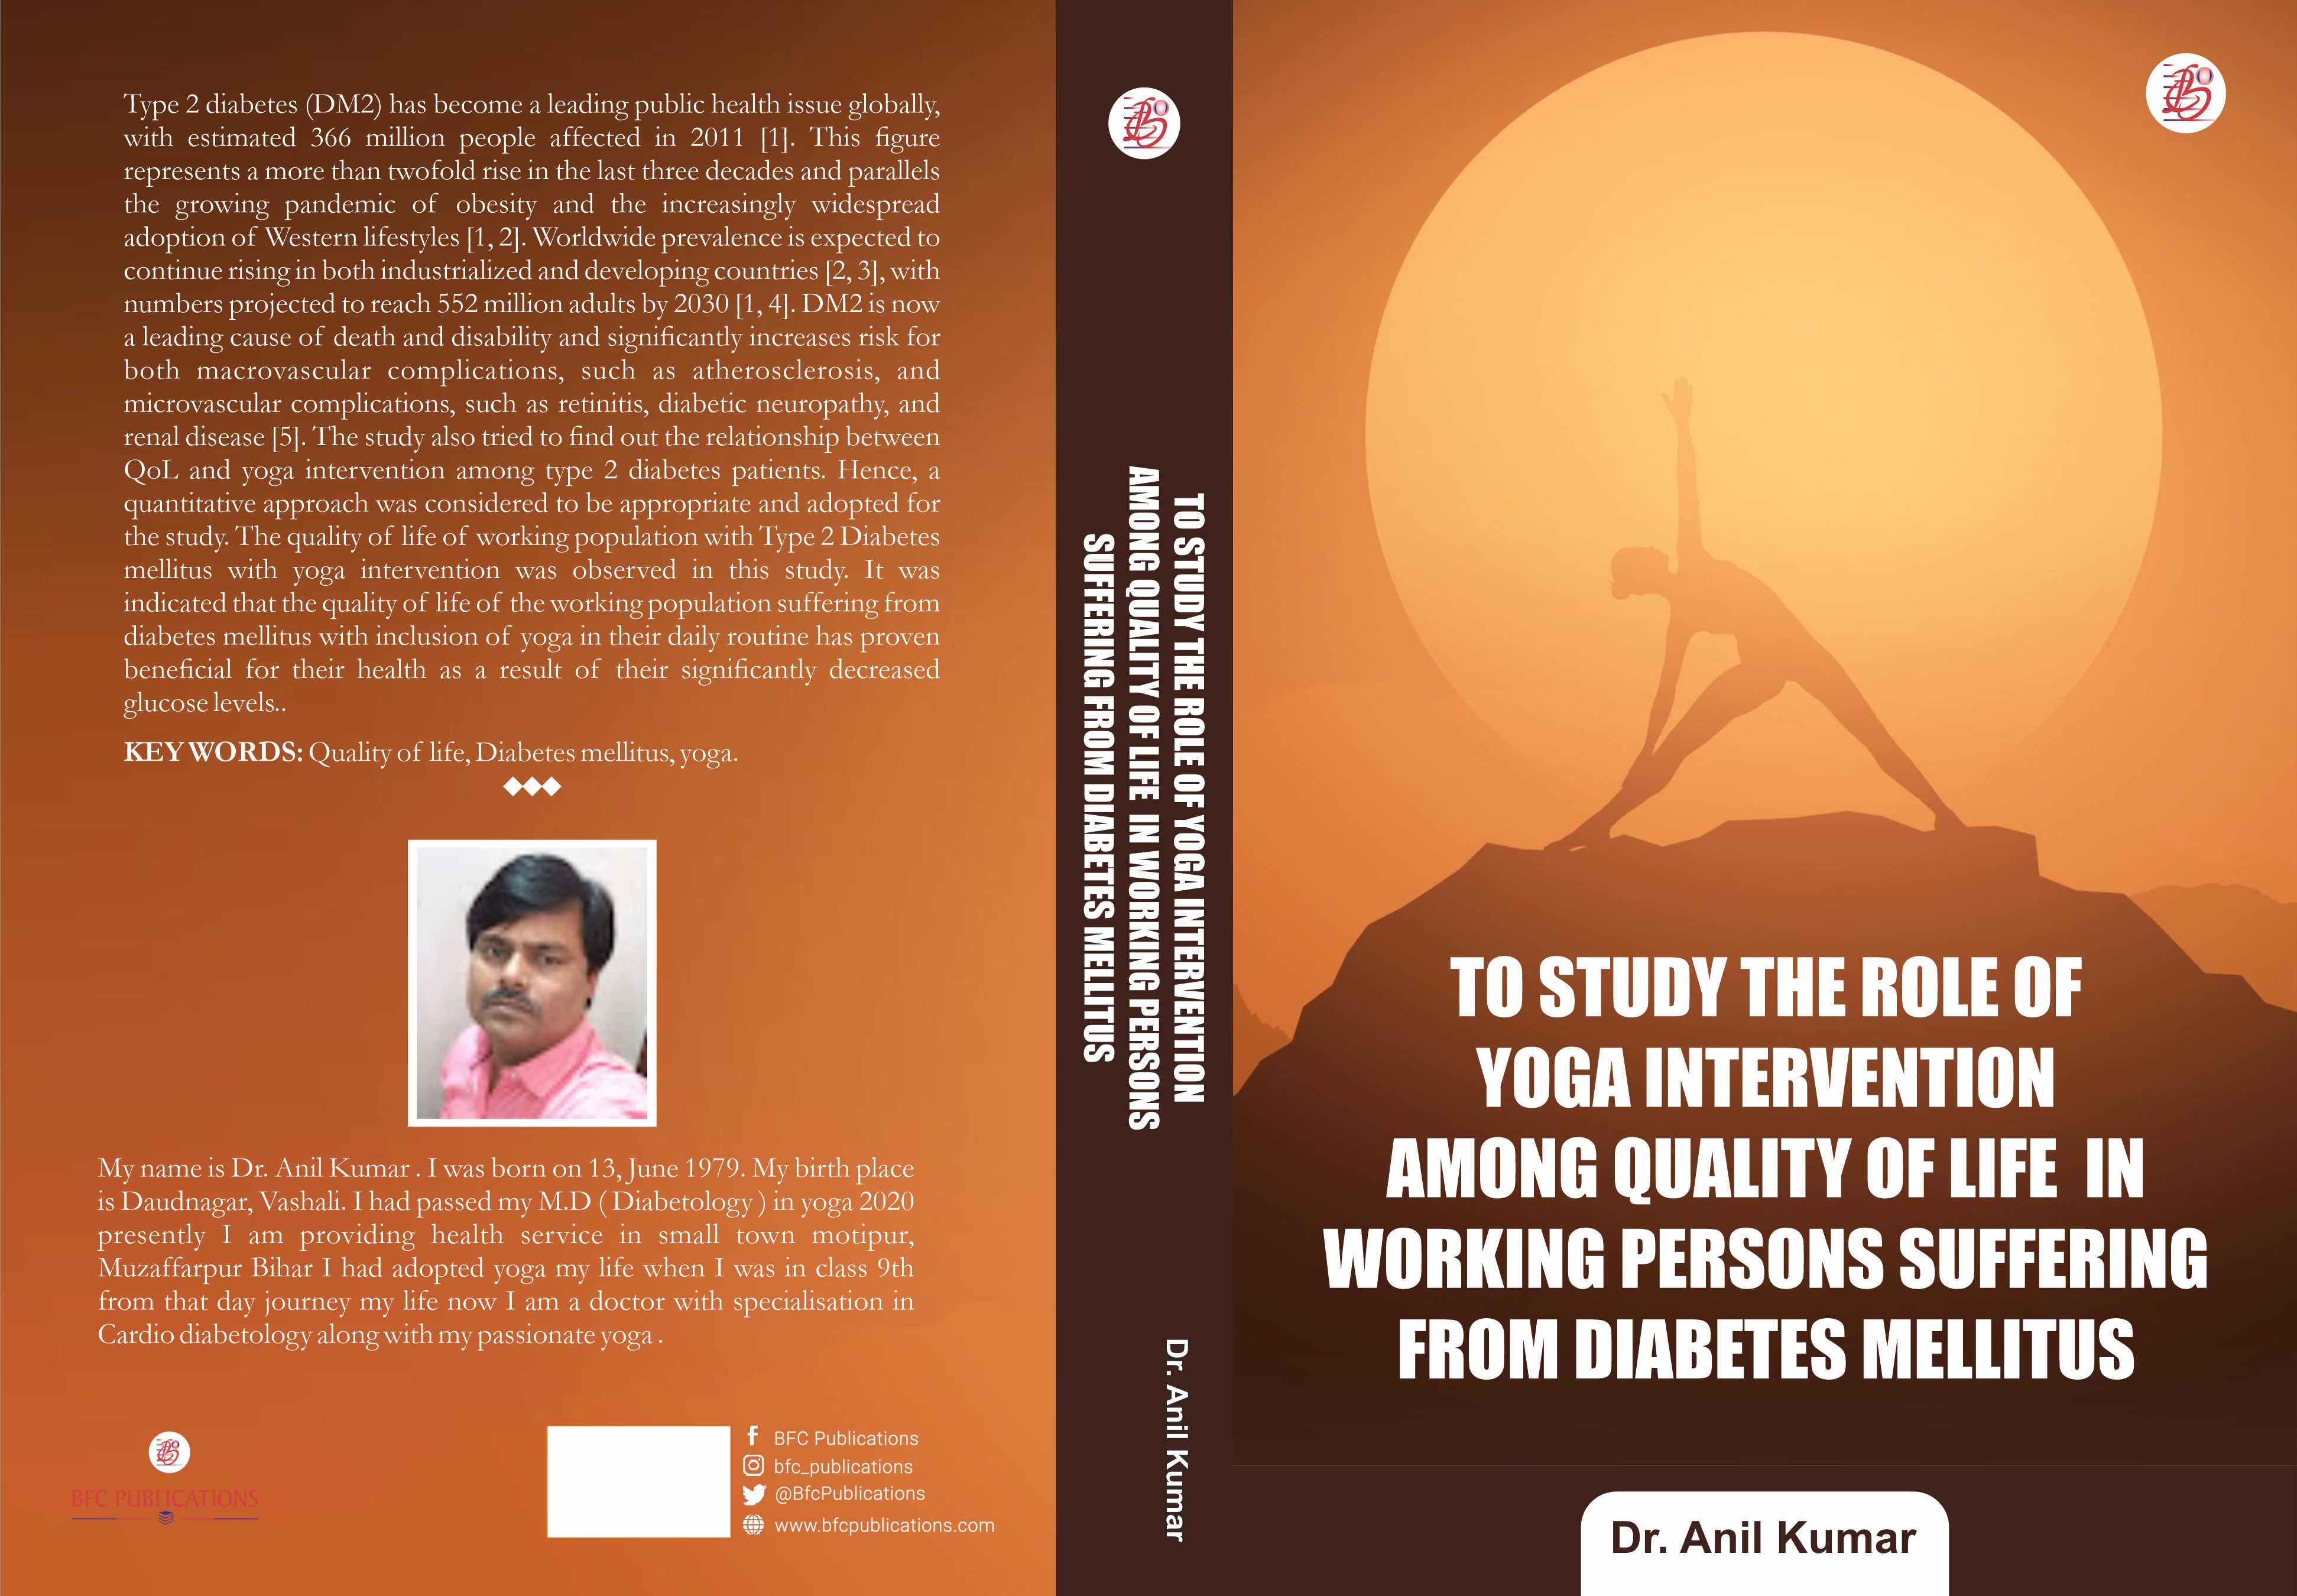 Type 2 diabetes (DM2) has become a leading public health issue globally,
with estimated 366 million people affected in 2011 [1]. This figure
represents a more than twofold rise in the last three decades and parallels
the growing pandemic of obesity and the increasingly widespread
adoption of Western lifestyles [1, 2]. Worldwide prevalence is expected to
continue rising in both industrialized and developing countries [2, 3], with
numbers projected to reach 552 million adults by 2030 [1, 4]. DM2 is now
a leading cause of death and disability and significantly increases risk for
both macrovascular complications, such as atherosclerosis, and
microvascular complications, such as retinitis, diabetic neuropathy, and
renal disease [5]. The study also tried to find out the relationship between
QoL and yoga intervention among type 2 diabetes patients. Hence, a
quantitative approach was considered to be appropriate and adopted for
the study. The quality of life of working population with Type 2 Diabetes
mellitus with yoga intervention was observed in this study. It was
indicated that the quality of life of the working population suffering from
diabetes mellitus with inclusion of yoga in their daily routine has proven
beneficial for their health as a result of their significantly decreased
glucose levels..
KEY WORDS: Quality of life, Diabetes mellitus, yoga.
My name is Dr. Anil Kumar . I was born on 13, June 1979. My birth place
is Daudnagar, Vashali. I had passed my M.D ( Diabetology ) in yoga 2020
presently I am providing health service in small town motipur,
Muzaffarpur Bihar I had adopted yoga my life when I was in class 9th
from that day journey my life now I am a doctor with specialisation in
Cardio diabetology along with my passionate yoga .
BFC PUBLICATIONS
BFC Publications
bfc_publications
@BfcPublications
www.bfcpublications.com
TO STUDY THE ROLE OF YOGA INTERVENTION
AMONG QUALITY OF LIFE IN WORKING PERSONS
SUFFERING FROM DIABETES MELLITUS
Dr. Anil Kumar
TO STUDY THE ROLE OF
YOGA INTERVENTION
AMONG QUALITY OF LIFE IN
WORKING PERSONS SUFFERING
FROM DIABETES MELLITUS
Dr. Anil Kumar